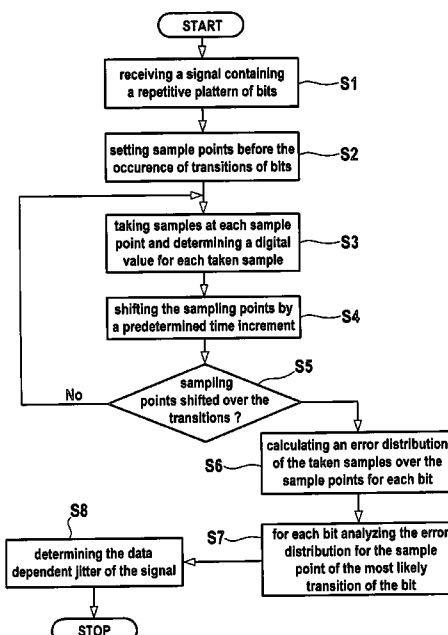 START
receiving a signal containing
a repetitive plattern of bits
S1
setting sample points before the
occurence of transitions of bits
S2
taking samples at each sample
point and determining a digital
value for each taken sample
S3
shifting the sampling points by
a predetermined time increment
S4
sampling
points shifted over the
transitions ?
S5
No
calculating an error distribution
of the taken samples over the
sample points for each bit
S6
for each bit analyzing the error
distribution for the sample
point of the most likely
transition of the bit
S7
determining the data
dependent jitter of the signal
S8
STOP